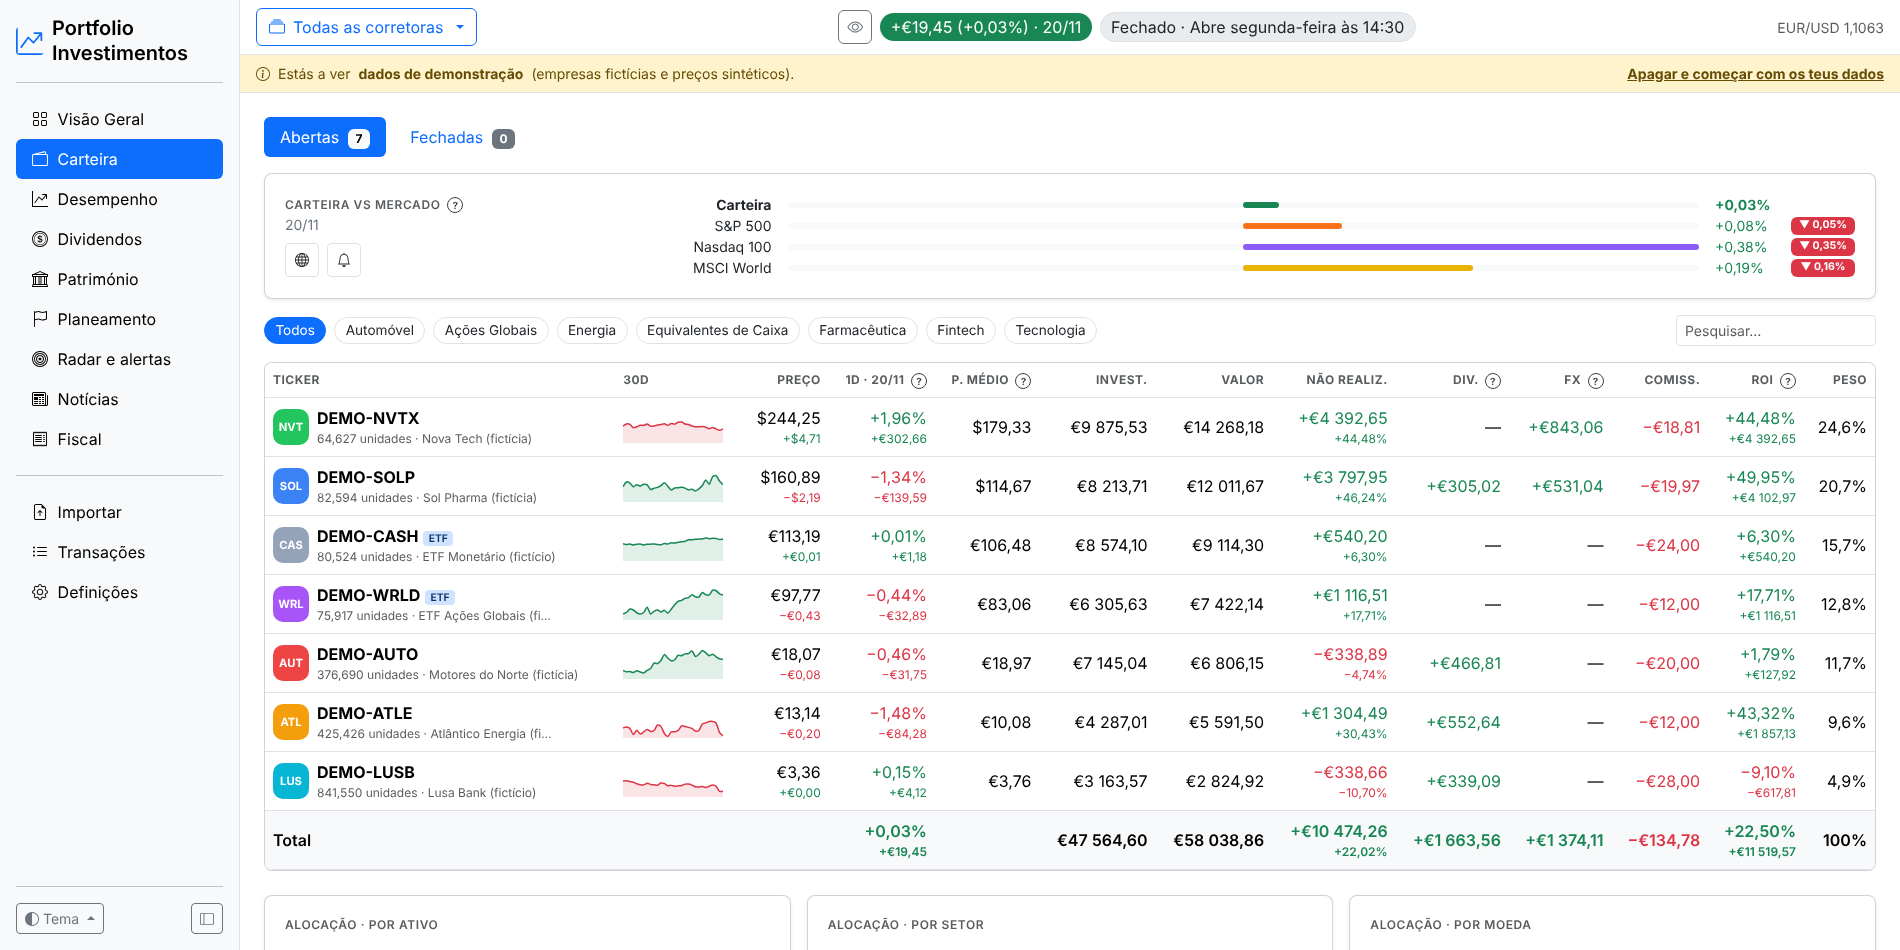 Portfolio
Investimentos
Visão Geral
Carteira
Desempenho
Dividendos
Património
Planeamento
Radar e alertas
Notícias
Fiscal
Importar
Transações
Definições
Tema
Todas as corretoras
+€19,45 (+0,03%) · 20/11
Fechado · Abre segunda-feira às 14:30
EUR/USD 1,1063
Estás a ver dados de demonstração (empresas fictícias e preços sintéticos).
Apagar e começar com os teus dados
Abertas 7
Fechadas 0
CARTEIRA VS MERCADO ?
20/11
Carteira +0,03%
S&P 500 +0,08% ▼ 0,05%
Nasdaq 100 +0,38% ▼ 0,35%
MSCI World +0,19% ▼ 0,16%
Todos Automóvel Ações Globais Energia Equivalentes de Caixa Farmacêutica Fintech Tecnologia
Pesquisar...
TICKER 30D PREÇO 1D · 20/11 ? P. MÉDIO ? INVEST. VALOR NÃO REALIZ. DIV. ? FX ? COMISS. ROI ? PESO
NVT DEMO-NVTX $244,25 +1,96% $179,33 €9 875,53 €14 268,18 +€4 392,65 — +€843,06 −€18,81 +44,48% 24,6%
64,627 unidades · Nova Tech (fictícia) +$4,71 +€302,66 +44,48% +€4 392,65
SOL DEMO-SOLP $160,89 −1,34% $114,67 €8 213,71 €12 011,67 +€3 797,95 +€305,02 +€531,04 −€19,97 +49,95% 20,7%
82,594 unidades · Sol Pharma (fictícia) −$2,19 −€139,59 +46,24% +€4 102,97
CAS DEMO-CASH ETF €113,19 +0,01% €106,48 €8 574,10 €9 114,30 +€540,20 — — −€24,00 +6,30% 15,7%
80,524 unidades · ETF Monetário (fictício) +€0,01 +€1,18 +6,30% +€540,20
WRL DEMO-WRLD ETF €97,77 −0,44% €83,06 €6 305,63 €7 422,14 +€1 116,51 — — −€12,00 +17,71% 12,8%
75,917 unidades · ETF Ações Globais (fi... −€0,43 −€32,89 +17,71% +€1 116,51
AUT DEMO-AUTO €18,07 −0,46% €18,97 €7 145,04 €6 806,15 −€338,89 +€466,81 — −€20,00 +1,79% 11,7%
376,690 unidades · Motores do Norte (fictícia) −€0,08 −€31,75 −4,74% +€127,92
ATL DEMO-ATLE €13,14 −1,48% €10,08 €4 287,01 €5 591,50 +€1 304,49 +€552,64 — −€12,00 +43,32% 9,6%
425,426 unidades · Atlântico Energia (fi... −€0,20 −€84,28 +30,43% +€1 857,13
LUS DEMO-LUSB €3,36 +0,15% €3,76 €3 163,57 €2 824,92 −€338,66 +€339,09 — −€28,00 −9,10% 4,9%
841,550 unidades · Lusa Bank (fictício) +€0,00 +€4,12 −10,70% −€617,81
Total +0,03% €47 564,60 €58 038,86 +€10 474,26 +€1 663,56 +€1 374,11 −€134,78 +22,50% 100%
+€19,45 +22,02% +€11 519,57
ALOCAÇÃO · POR ATIVO
ALOCAÇÃO · POR SETOR
ALOCAÇÃO · POR MOEDA